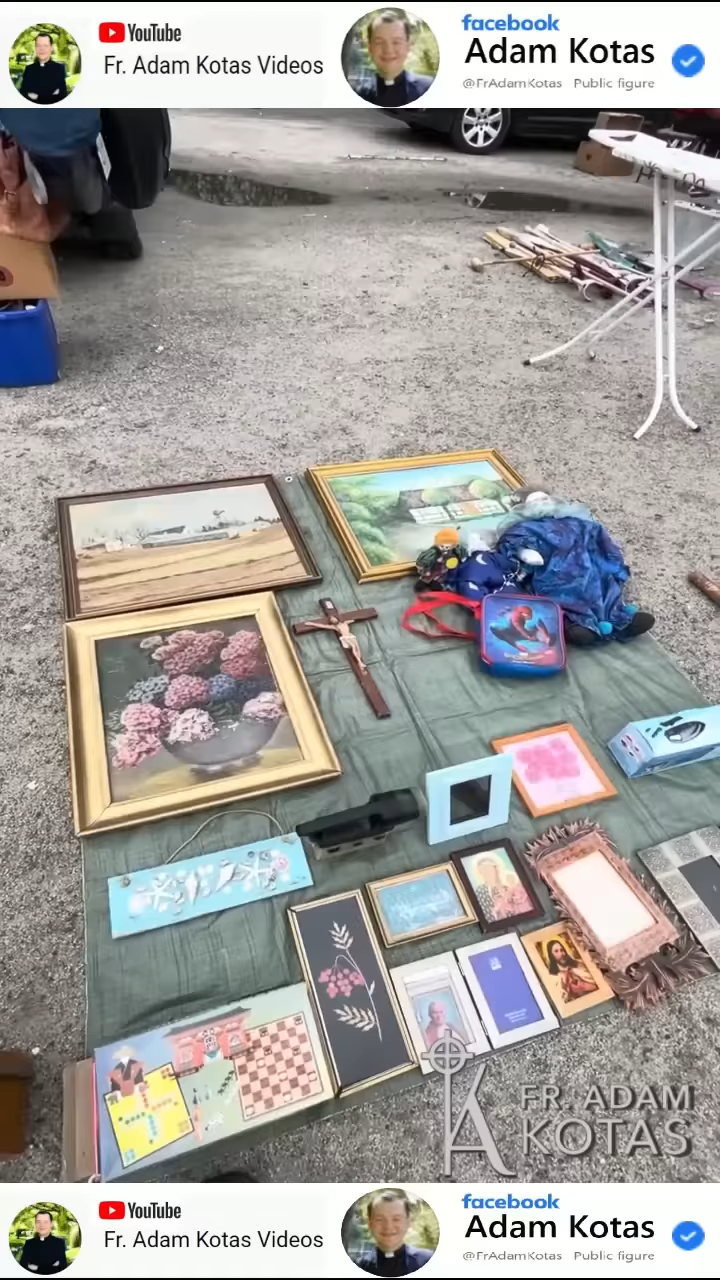 YouTube
Fr. Adam Kotas Videos
facebook
Adam Kotas
@FrAdamKotas Public figure
FR. ADAM
KOTAS
YouTube
Fr. Adam Kotas Videos
facebook
Adam Kotas
@FrAdamKotas Public figure